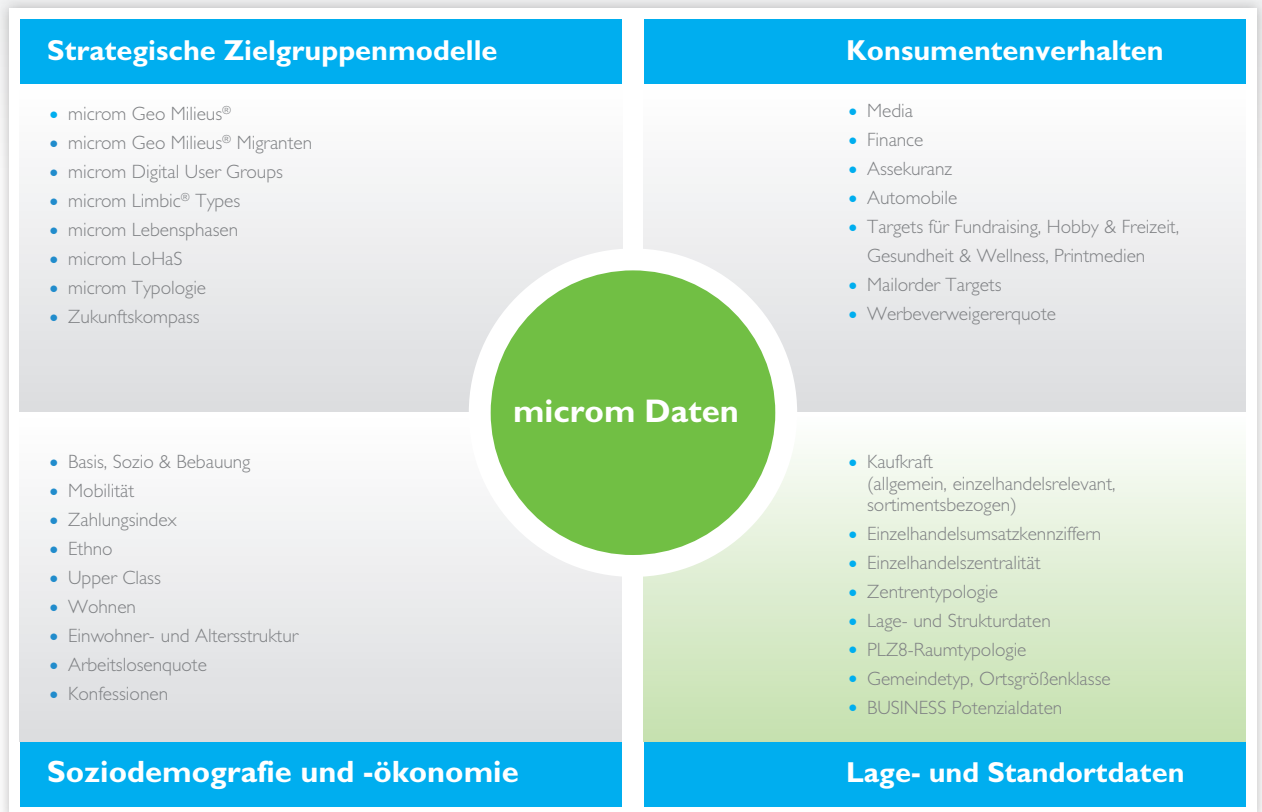 Strategische Zielgruppenmodelle
• microm Geo Milieus®
• microm Geo Milieus® Migranten
• microm Digital User Groups
• microm Limbic® Types
• microm Lebensphasen
• microm LoHaS
• microm Typologie
• Zukunftskompass
Konsumentenverhalten
• Media
• Finance
• Assekuranz
• Automobile
• Targets für Fundraising, Hobby & Freizeit,
Gesundheit & Wellness, Printmedien
• Mailorder Targets
• Werbeverweigererquote
microm Daten
• Basis, Sozio & Bebauung
• Mobilität
• Zahlungsindex
• Ethno
• Upper Class
• Wohnen
• Einwohner- und Altersstruktur
• Arbeitslosenquote
• Konfessionen
Soziodemografie und -ökonomie
• Kaufkraft
(allgemein, einzelhandelsrelevant,
sortimentsbezogen)
• Einzelhandelsumsatzkennziffern
• Einzelhandelszentralität
• Zentrentypologie
• Lage- und Strukturdaten
• PLZ8-Raumtypologie
• Gemeindetyp, Ortsgrößenklasse
• BUSINESS Potenzialdaten
Lage- und Standortdaten